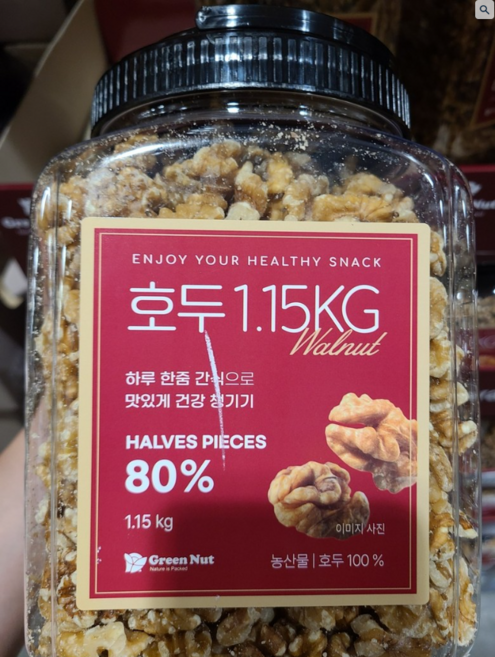 ENJOY YOUR HEALTHY SNACK
호두 1.15KG
Walnut
하루 한줌 간식으로
맛있게 건강 챙기기
HALVES PIECES
80%
1.15 kg
이미지 사진
Green Nut
Nature is Packed
농산물 | 호두 100 %